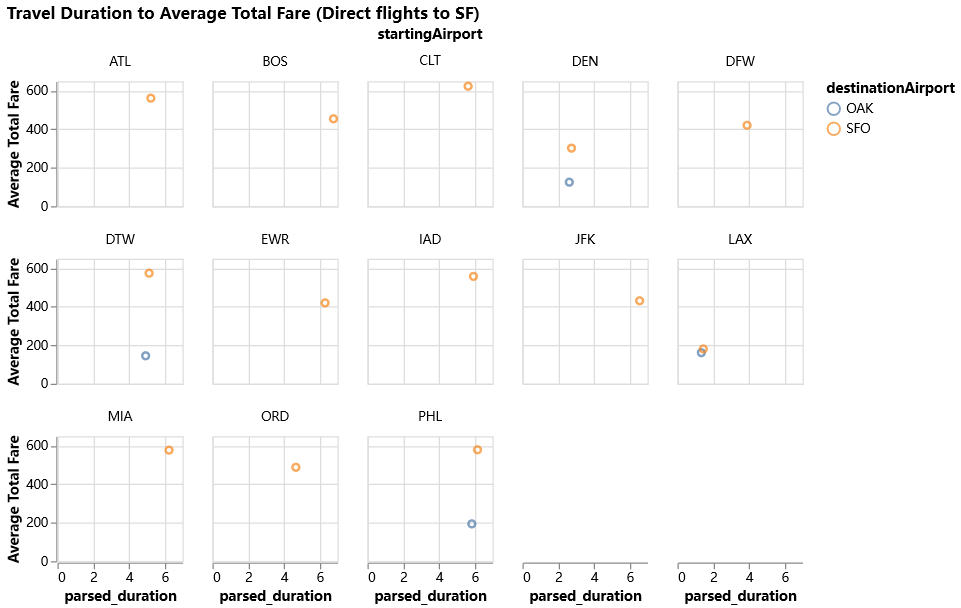 Travel Duration to Average Total Fare (Direct flights to SF)
startingAirport
ATL BOS CLT DEN DFW
destinationAirport
OAK
SFO
Average Total Fare
600
400
200
0
DTW EWR IAD JFK LAX
Average Total Fare
600
400
200
0
MIA ORD PHL
Average Total Fare
600
400
200
0
0 2 4 6 0 2 4 6 0 2 4 6 0 2 4 6 0 2 4 6
parsed_duration parsed_duration parsed_duration parsed_duration parsed_duration